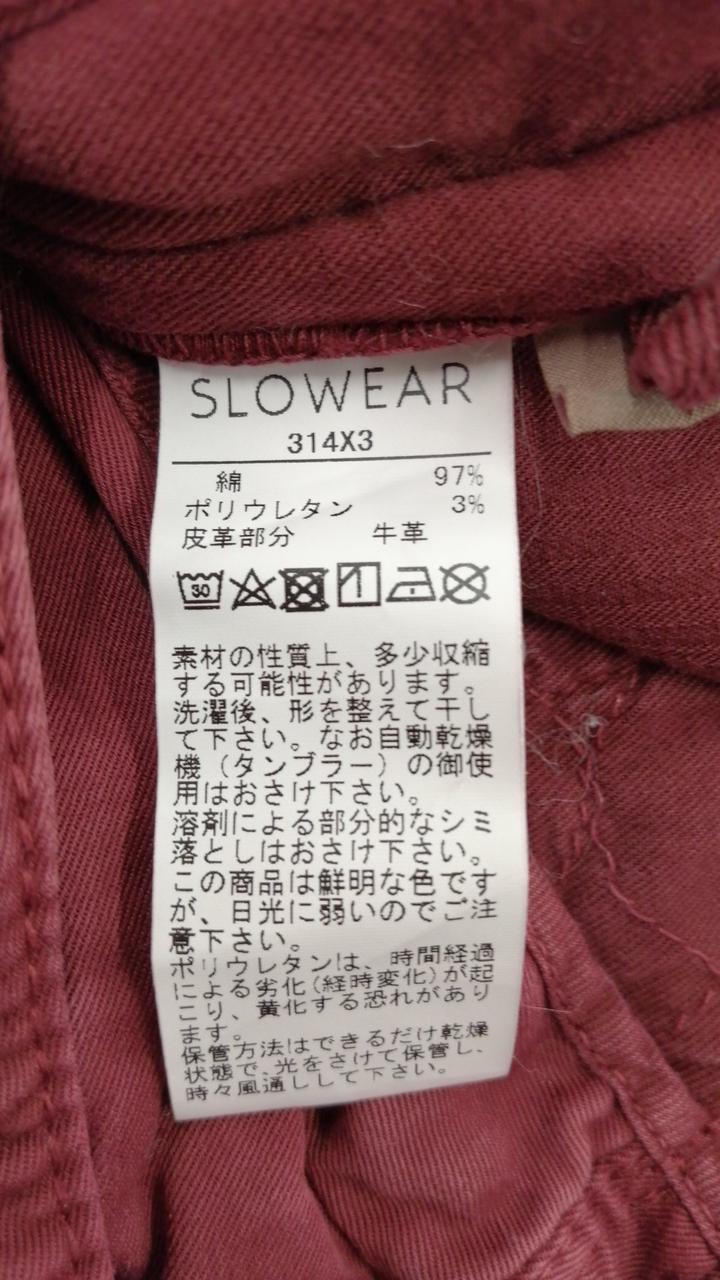 SLOWEAR
314X3
綿 97%
ポリウレタン 3%
皮革部分 牛革
30
素材の性質上、多少収縮
する可能性があります。
洗濯後、形を整えて干し
て下さい。なお自動乾燥
機（タンブラー）の御使
用はおさけ下さい。
溶剤による部分的なシミ
落としはおさけ下さい。
この商品は鮮明な色です
が、日光に弱いのでご注
意下さい。
ポリウレタンは、時間経過
による劣化(経時変化)が起
こり、黄化する恐れがあり
ます。
保管方法はできるだけ乾燥
状態で、光をさけて保管し、
時々風通しして下さい。